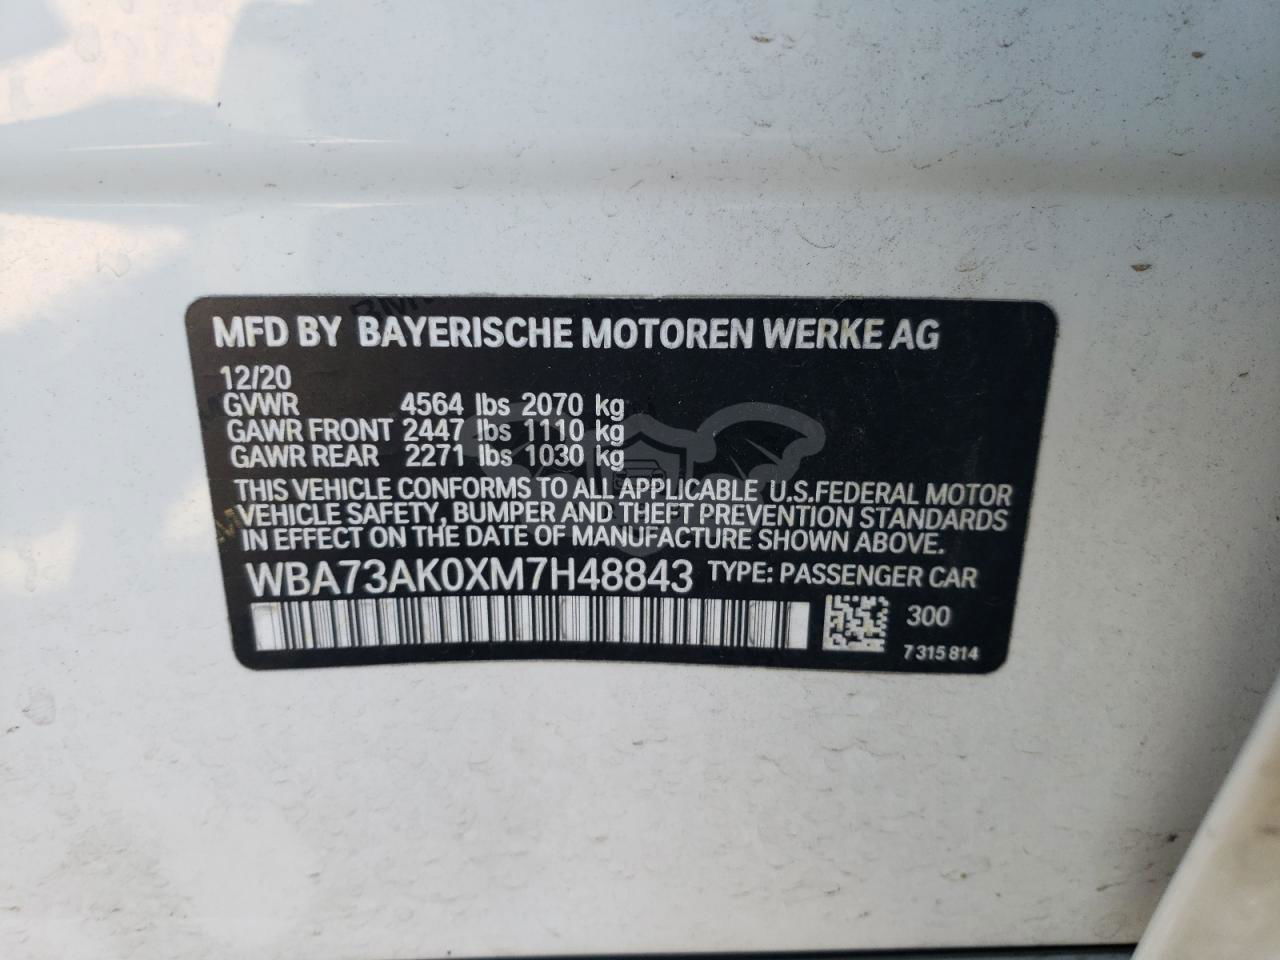 MFD BY BAYERISCHE MOTOREN WERKE AG
12/20
GVWR 4564 lbs 2070 kg
GAWR FRONT 2447 lbs 1110 kg
GAWR REAR 2271 lbs 1030 kg
THIS VEHICLE CONFORMS TO ALL APPLICABLE U.S.FEDERAL MOTOR
VEHICLE SAFETY, BUMPER AND THEFT PREVENTION STANDARDS
IN EFFECT ON THE DATE OF MANUFACTURE SHOWN ABOVE.
WBA73AK0XM7H48843 TYPE: PASSENGER CAR
300
7 315 814